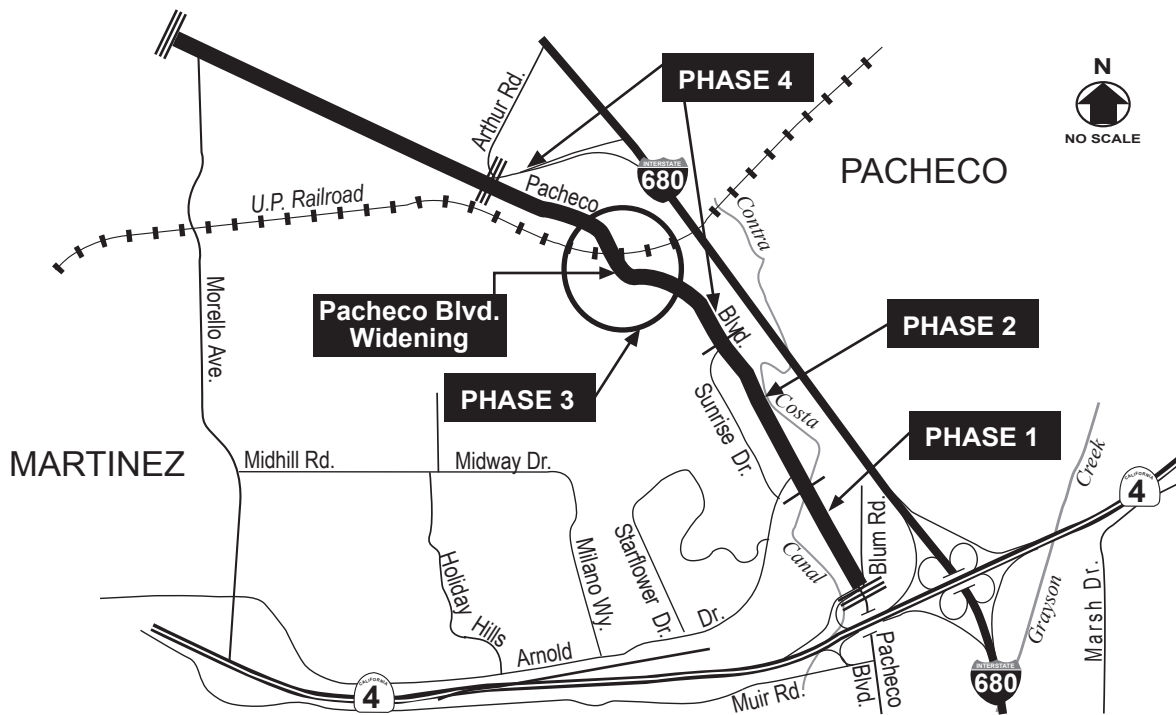 PHASE 4
Arthur Rd.
N
NO SCALE
INTERSTATE
680
PACHECO
Pacheco
U.P. Railroad
Contra
Pacheco Blvd.
Widening
Blvd.
PHASE 2
Morello Ave.
PHASE 3
Sunrise Dr.
Costa
PHASE 1
MARTINEZ
Midhill Rd.
Midway Dr.
Creek
CALIFORNIA
4
Blum Rd.
Holiday
Hills
Milano Wy.
Starflower Dr.
Canal
Dr.
Arnold
Grayson
Marsh Dr.
CALIFORNIA
4
Muir Rd.
Pacheco
Blvd.
INTERSTATE
680